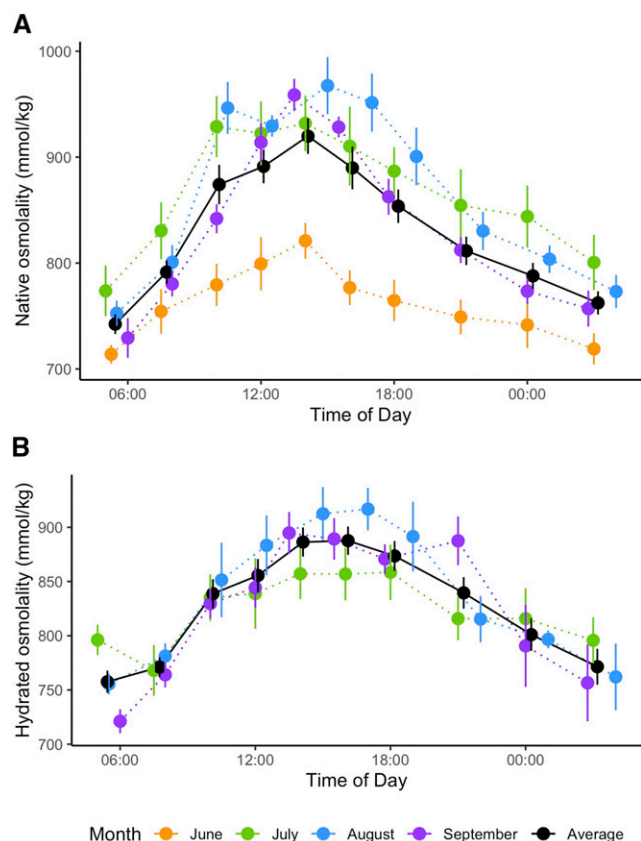 A
1000
900
800
700
Native osmolality (mmol/kg)
06:00 12:00 18:00 00:00
Time of Day
B
900
850
800
750
700
Hydrated osmolality (mmol/kg)
06:00 12:00 18:00 00:00
Time of Day
Month June July August September Average